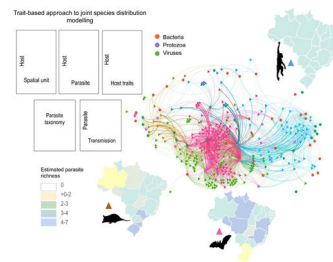 Trait-based approach to joint species distribution
modelling
Host
Spatial unit
Host
Parasite
Host
Host traits
Parasite
taxonomy
Parasite
Transmission
Bacteria
Protozoa
Viruses
Estimated parasite
richness
0
>0-2
2-3
3-4
4-7